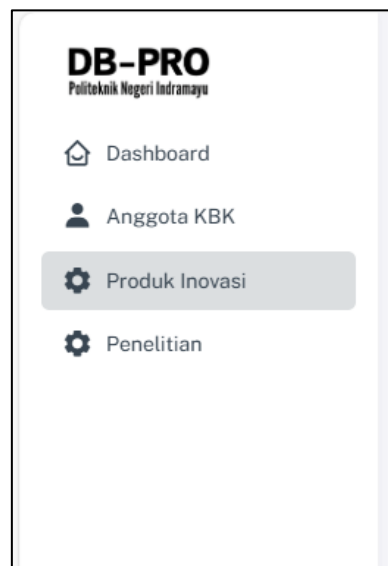 DB-PRO
Politeknik Negeri Indramayu
Dashboard
Anggota KBK
Produk Inovasi
Penelitian